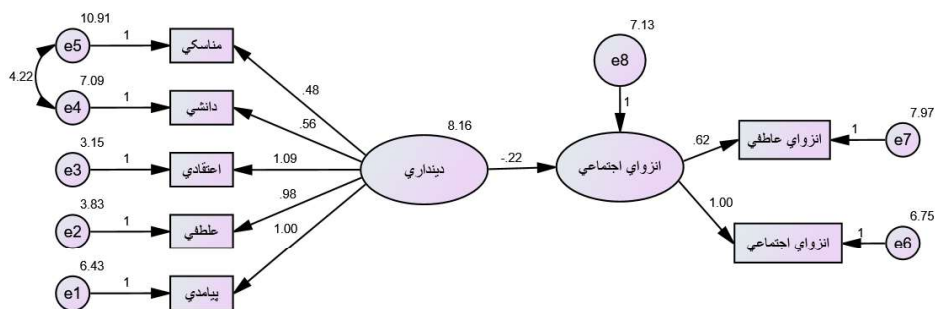 10.91
e5
1
مناسكي
4.22
7.09
e4
1
دانشي
3.15
e3
1
اعتقادي
3.83
e2
1
علطفي
6.43
e1
1
پيامدي
.48
.56
1.09
.98
1.00
8.16
دينداري
-.22
7.13
e8
1
انزواي اجتماعي
.62
1.00
انزواي عاطفي
1
7.97
e7
انزواي اجتماعي
1
6.75
e6